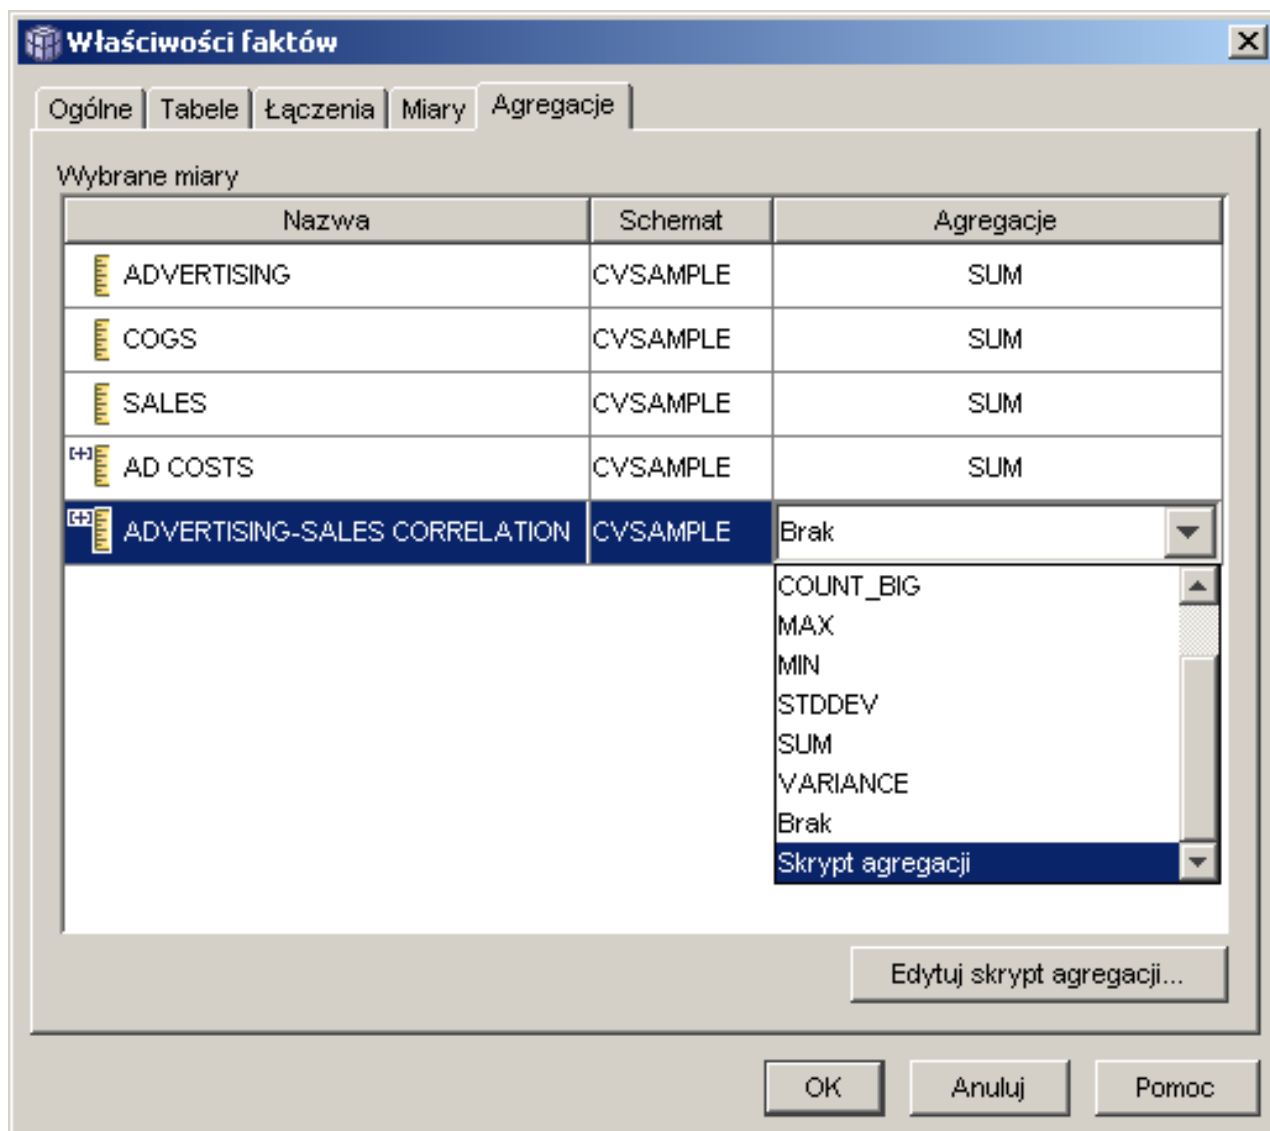 Właściwości faktów
Ogólne Tabele Łączenia Miary Agregacje
Wybrane miary
Nazwa Schemat Agregacje
ADVERTISING CVSAMPLE SUM
COGS CVSAMPLE SUM
SALES CVSAMPLE SUM
[+] AD COSTS CVSAMPLE SUM
[+] ADVERTISING-SALES CORRELATION CVSAMPLE Brak
COUNT_BIG
MAX
MIN
STDDEV
SUM
VARIANCE
Brak
Skrypt agregacji
Edytuj skrypt agregacji...
OK Anuluj Pomoc